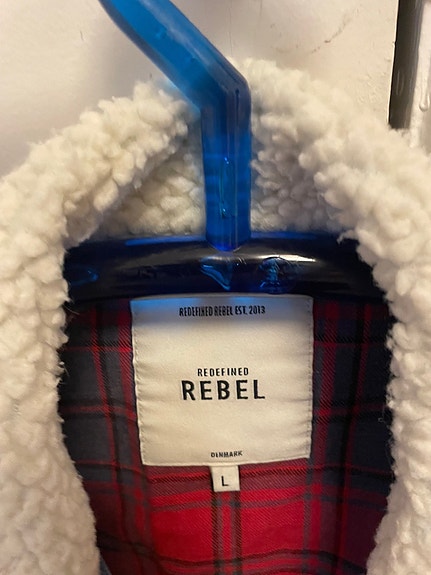 REDEFINED REBEL EST. 2013
REDEFINED
REBEL
DENMARK
L